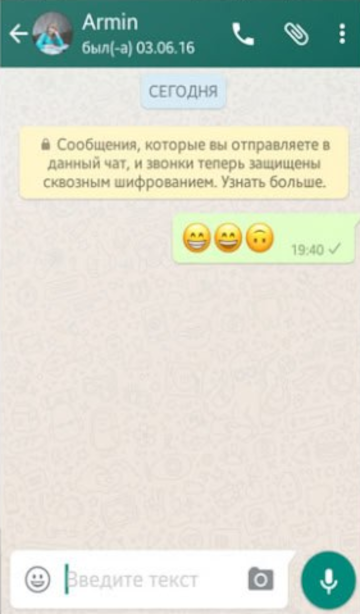 Armin
был(-а) 03.06.16
СЕГОДНЯ
Сообщения, которые вы отправляете в
данный чат, и звонки теперь защищены
сквозным шифрованием. Узнать больше.
😁😄🙃 19:40
Введите текст